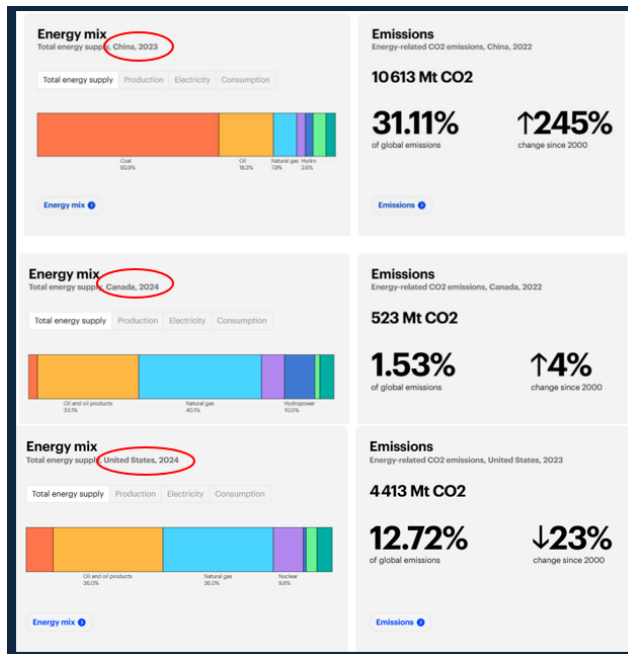 Energy mix
Total energy supply, China, 2023
Total energy supply Production Electricity Consumption
Coal Oil Natural gas Hydro
60.9% 18.3% 7.8% 2.6%
Energy mix
Emissions
Energy-related CO2 emissions, China, 2022
10 613 Mt CO2
31.11% ↑245%
of global emissions change since 2000
Emissions
Energy mix
Total energy supply, Canada, 2024
Total energy supply Production Electricity Consumption
Oil and oil products Natural gas Hydropower
33.1% 40.1% 10.0%
Emissions
Energy-related CO2 emissions, Canada, 2022
523 Mt CO2
1.53% ↑4%
of global emissions change since 2000
Energy mix
Total energy supply, United States, 2024
Total energy supply Production Electricity Consumption
Oil and oil products Natural gas Nuclear
36.0% 36.0% 9.8%
Energy mix
Emissions
Energy-related CO2 emissions, United States, 2023
4 413 Mt CO2
12.72% ↓23%
of global emissions change since 2000
Emissions